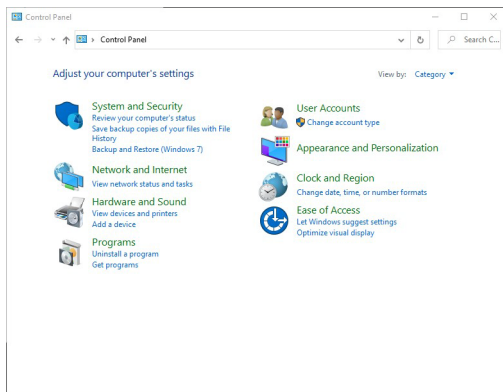 Control Panel
Control Panel
Search C...
Adjust your computer's settings
View by: Category
System and Security
Review your computer's status
Save backup copies of your files with File
History
Backup and Restore (Windows 7)
Network and Internet
View network status and tasks
Hardware and Sound
View devices and printers
Add a device
Programs
Uninstall a program
Get programs
User Accounts
Change account type
Appearance and Personalization
Clock and Region
Change date, time, or number formats
Ease of Access
Let Windows suggest settings
Optimize visual display